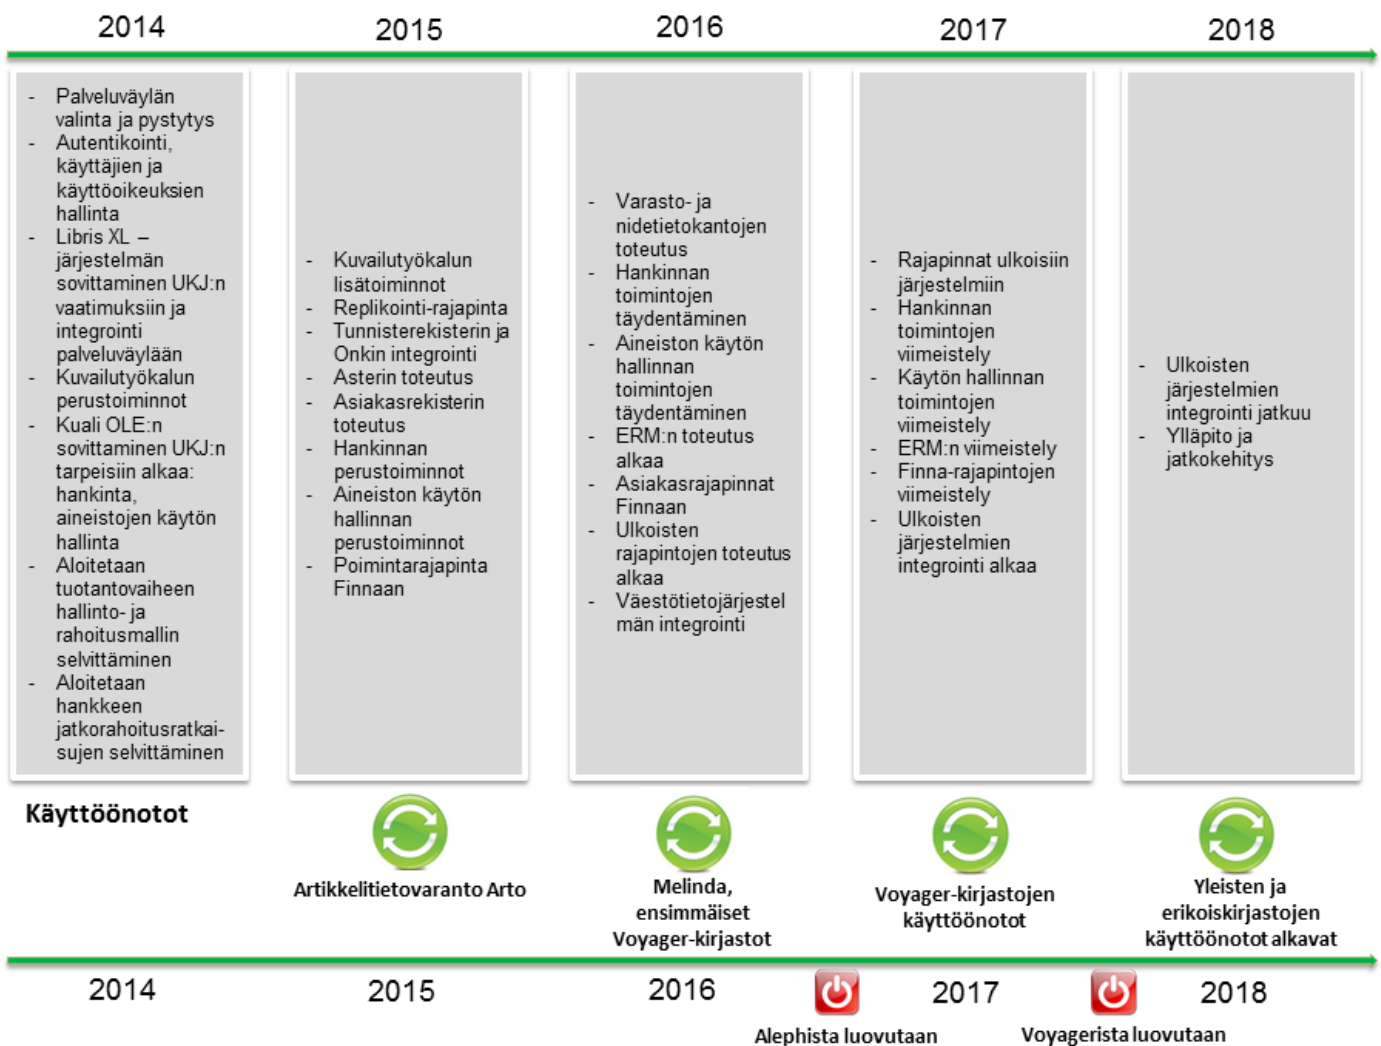 2014
2015
2016
2017
2018
- Palveluväylän
valinta ja pystytys
- Autentikointi,
käyttäjien ja
käyttöoikeuksien
hallinta
- Libris XL –
järjestelmän
sovittaminen UKJ:n
vaatimuksiin ja
integrointi
palveluväylään
- Kuvailutyökalun
perustoiminnot
- Kuali OLE:n
sovittaminen UKJ:n
tarpeisiin alkaa:
hankinta,
aineistojen käytön
hallinta
- Aloitetaan
tuotantovaiheen
hallinto- ja
rahoitusmallin
selvittäminen
- Aloitetaan
hankkeen
jatkorahoitusratkai-
sujen selvittäminen
- Kuvailutyökalun
lisätoiminnot
- Replikointi-rajapinta
- Tunnisterekisterin ja
Onkin integrointi
- Asterin toteutus
- Asiakasrekisterin
toteutus
- Hankinnan
perustoiminnot
- Aineiston käytön
hallinnan
perustoiminnot
- Poimintarajapinta
Finnaan
- Varasto- ja
nidetietokantojen
toteutus
- Hankinnan
toimintojen
täydentäminen
- Aineiston käytön
hallinnan
toimintojen
täydentäminen
- ERM:n toteutus
alkaa
- Asiakasrajapinnat
Finnaan
- Ulkoisten
rajapintojen toteutus
alkaa
- Väestötietojärjestel
män integrointi
- Rajapinnat ulkoisiin
järjestelmiin
- Hankinnan
toimintojen
viimeistely
- Käytön hallinnan
toimintojen
viimeistely
- ERM:n viimeistely
- Finna-rajapintojen
viimeistely
- Ulkoisten
järjestelmien
integrointi alkaa
- Ulkoisten
järjestelmien
integrointi jatkuu
- Ylläpito ja
jatkokehitys
Käyttöönotot
Artikkelitietovaranto Arto
Melinda,
ensimmäiset
Voyager-kirjastot
Voyager-kirjastojen
käyttöönotot
Yleisten ja
erikoiskirjastojen
käyttöönotot alkavat
2014
2015
2016
2017
2018
Alephista luovutaan
Voyagerista luovutaan